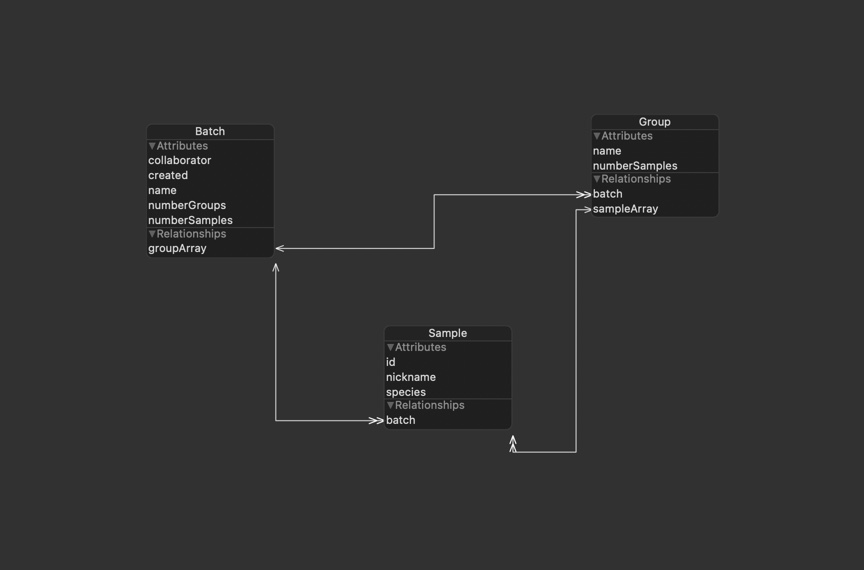 Batch
▼Attributes
collaborator
created
name
numberGroups
numberSamples
▼Relationships
groupArray
Group
▼Attributes
name
numberSamples
▼Relationships
batch
sampleArray
Sample
▼Attributes
id
nickname
species
▼Relationships
batch